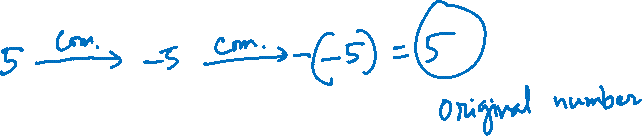 5 com. → -5 com. → -(-5) = 5
original number